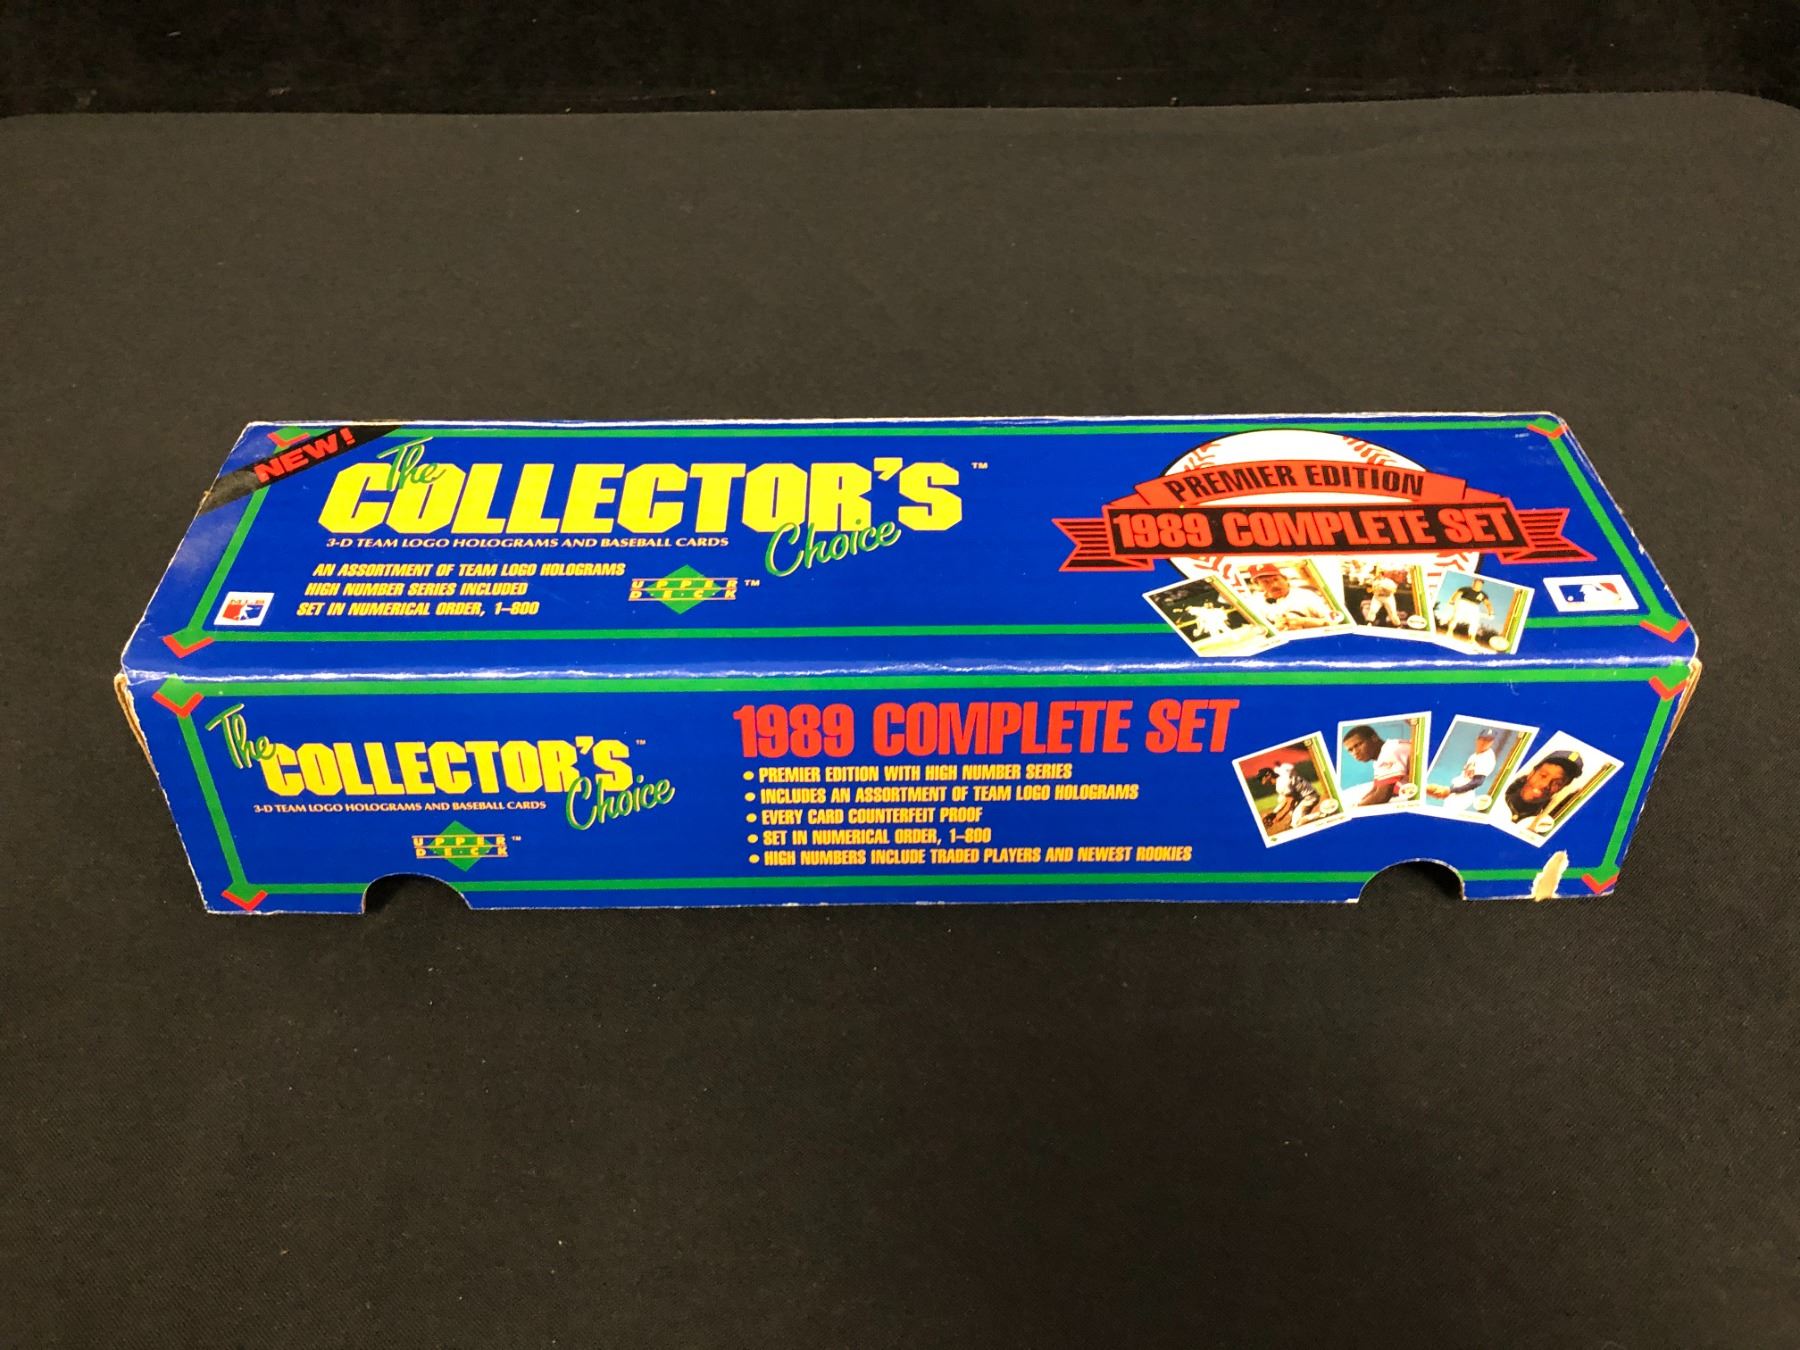 NEW!
The
COLLECTOR'S™
Choice
3-D TEAM LOGO HOLOGRAMS AND BASEBALL CARDS
AN ASSORTMENT OF TEAM LOGO HOLOGRAMS
HIGH NUMBER SERIES INCLUDED
SET IN NUMERICAL ORDER, 1-800
UPPER™
DECK
PREMIER EDITION
1989 COMPLETE SET
The
COLLECTOR'S™
Choice
3-D TEAM LOGO HOLOGRAMS AND BASEBALL CARDS
UPPER™
DECK
1989 COMPLETE SET
• PREMIER EDITION WITH HIGH NUMBER SERIES
• INCLUDES AN ASSORTMENT OF TEAM LOGO HOLOGRAMS
• EVERY CARD COUNTERFEIT PROOF
• SET IN NUMERICAL ORDER, 1-800
• HIGH NUMBERS INCLUDE TRADED PLAYERS AND NEWEST ROOKIES